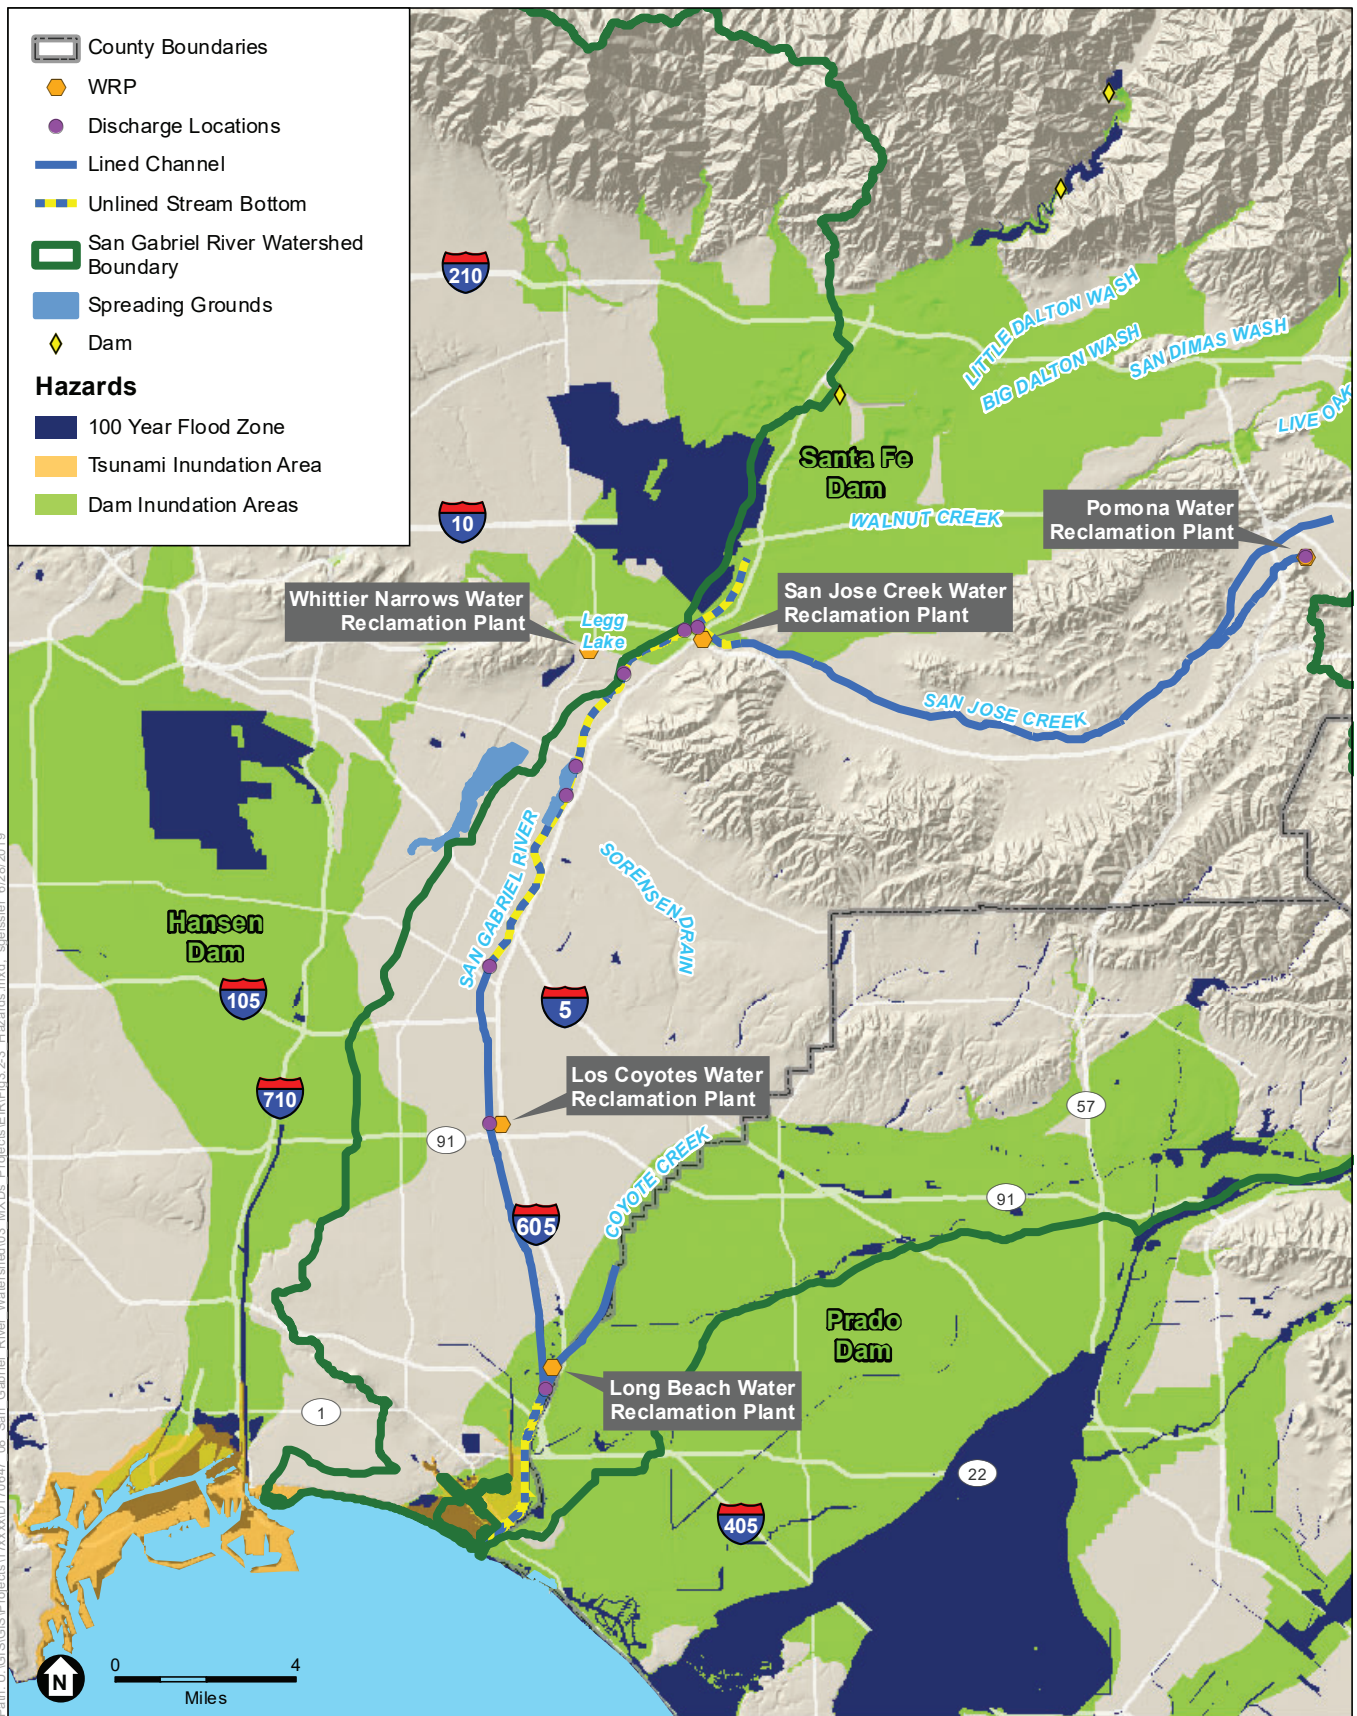 County Boundaries
WRP
Discharge Locations
Lined Channel
Unlined Stream Bottom
San Gabriel River Watershed
Boundary
Spreading Grounds
Dam
Hazards
100 Year Flood Zone
Tsunami Inundation Area
Dam Inundation Areas
210
10
LITTLE DALTON WASH
BIG DALTON WASH
SAN DIMAS WASH
LIVE OAK
Santa Fe
Dam
WALNUT CREEK
Pomona Water
Reclamation Plant
Whittier Narrows Water
Reclamation Plant
Legg
Lake
San Jose Creek Water
Reclamation Plant
SAN JOSE CREEK
SAN GABRIEL RIVER
SORENSEN DRAIN
Hansen
Dam
105
5
710
Los Coyotes Water
Reclamation Plant
91
57
COYOTE CREEK
605
91
Prado
Dam
Long Beach Water
Reclamation Plant
1
22
405
N
0 4
Miles